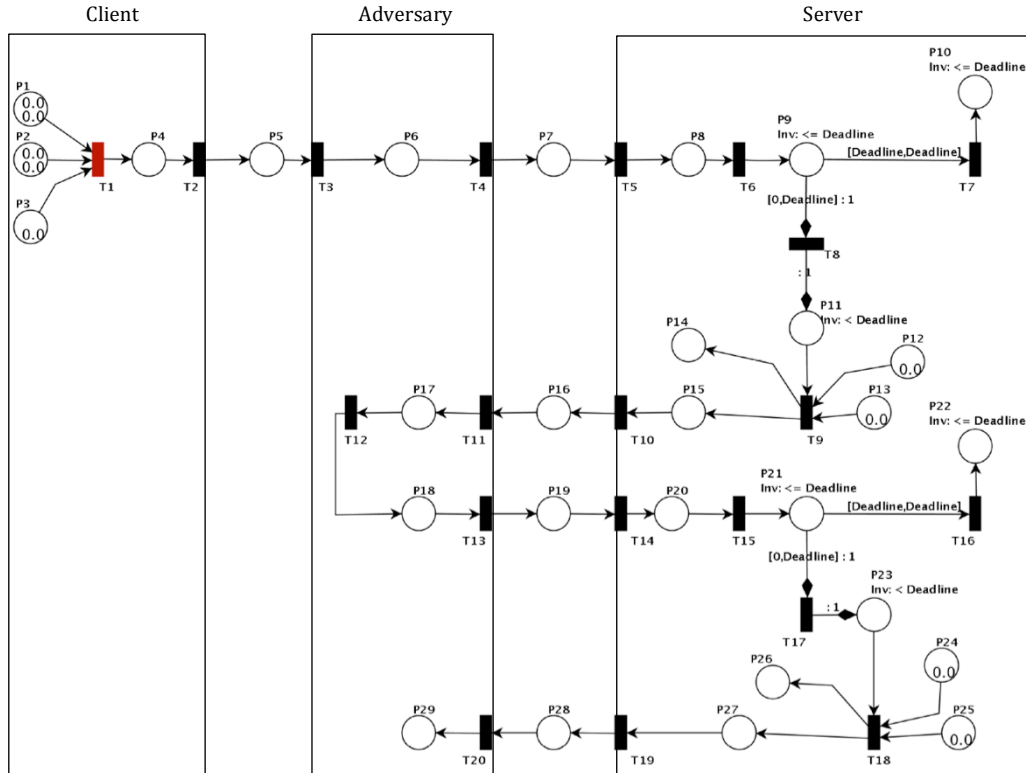 Client
Adversary
Server
P10
Inv: <= Deadline
P1
0.0
0.0
P2
0.0
0.0
P3
0.0
T1
P4
T2
P5
T3
P6
T4
P7
T5
P8
T6
P9
Inv: <= Deadline
[Deadline,Deadline]
T7
[0,Deadline] : 1
T8
: 1
P11
Inv: < Deadline
P14
P12
0.0
P13
0.0
P17
P16
P15
T12
T11
T10
T9
P22
Inv: <= Deadline
P18
P19
P20
P21
Inv: <= Deadline
[Deadline,Deadline]
T13
T14
T15
T16
[0,Deadline] : 1
P23
Inv: < Deadline
: 1
T17
P26
P24
0.0
P25
0.0
P29
P28
P27
T20
T19
T18